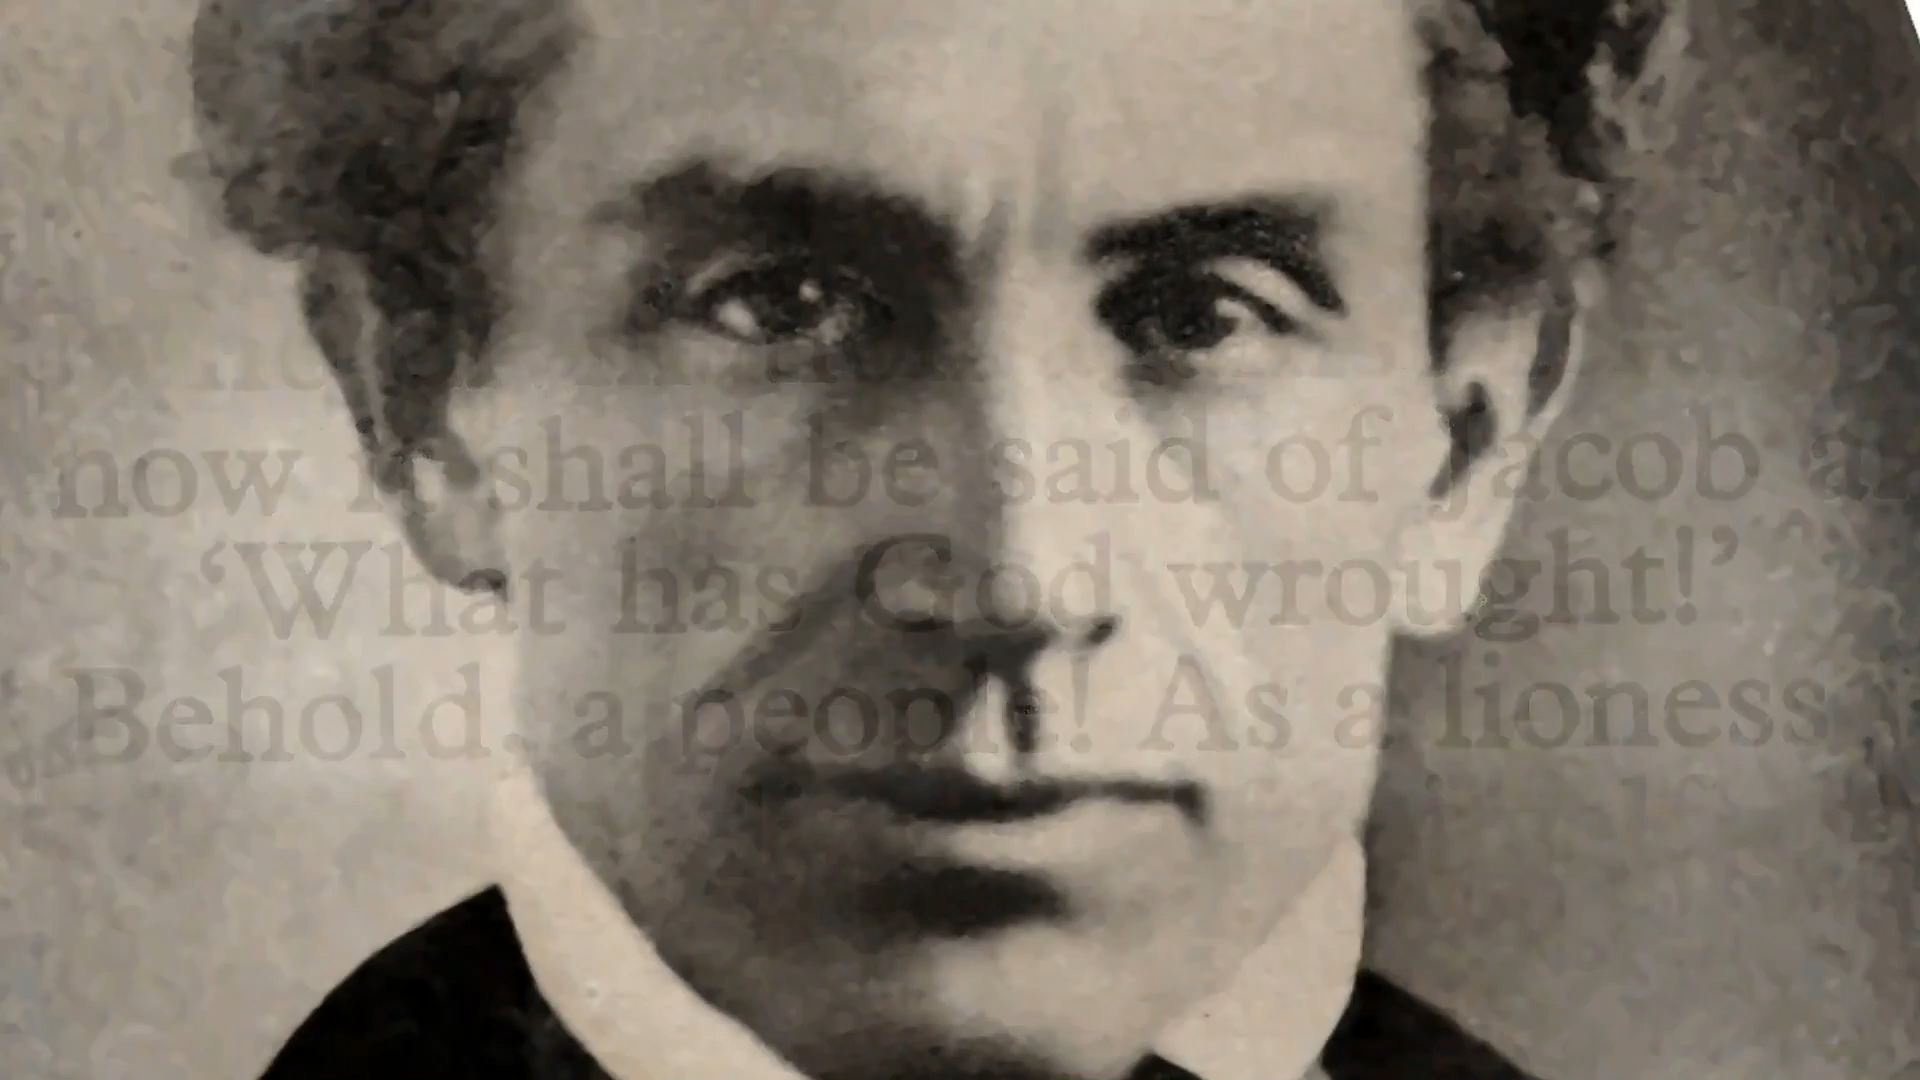 now it shall be said of Jacob
‘What has God wrought!’
Behold, a people! As a lioness